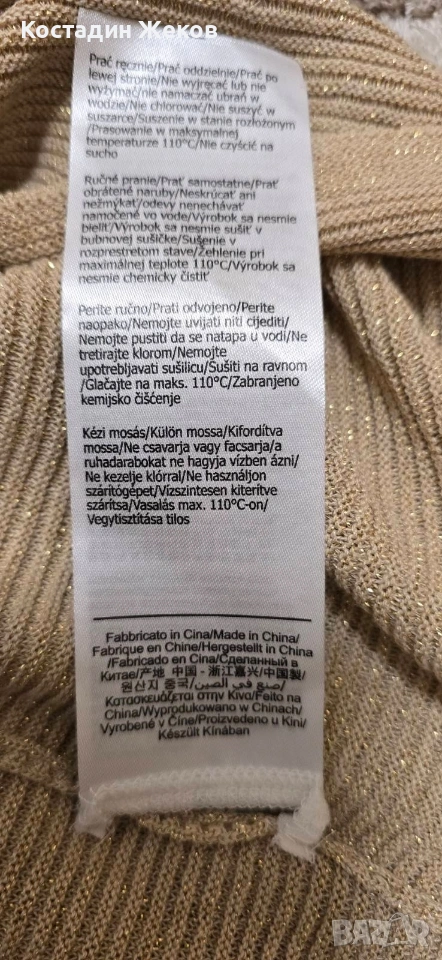 Костадин Жеков
Prać ręcznie/Prać oddzielnie/Prać po
lewej stronie/Nie wyjręcać lub nie
wyżymać/nie namaczać ubrań w
wodzie/Nie chlorować/Nie suszyć w
suszarce/Suszenie w stanie rozłożonym
/Prasowanie w maksymalnej
temperaturze 110°C/Nie czyścić na
sucho
Ručné pranie/Prať samostatne/Prať
obrátené naruby/Neskrúcať ani
nežmýkať/odevy nenechávať
namočené vo vode/Výrobok sa nesmie
bieliť/Výrobok sa nesmie sušiť v
bubnovej sušičke/Sušenie v
rozprestretom stave/Žehlenie pri
maximálnej teplote 110°C/Výrobok sa
nesmie chemicky čistiť
Perite ručno/Prati odvojeno/Perite
naopako/Nemojte uvijati niti cijediti/
Nemojte pustiti da se natapa u vodi/Ne
tretirajte klorom/Nemojte
upotrebljavati sušilicu/Sušiti na ravnom
/Glačajte na maks. 110°C/Zabranjeno
kemijsko čišćenje
Kézi mosás/Külön mossa/Kifordítva
mossa/Ne csavarja vagy facsarja/a
ruhadarabokat ne hagyja vízben ázni/
Ne kezelje klórral/Ne használjon
szárítógépet/Vízszintesen kiterítve
szárítsa/Vasalás max. 110°C-on/
Vegytisztítása tilos
Fabbricato in Cina/Made in China/
Fabrique en Chine/Hergestellt in China
/Fabricado en Cina/Сделанный в
Китае/产地 中国 - 浙江嘉兴/中国製/
원산지 중국/صنع في الصين/
Κατασκευάζεται στην Κίνα/Feito na
China/Wyprodukowano w Chinach/
Vyrobené v Číne/Proizvedeno u Kini/
Készült Kínában
BAZAR